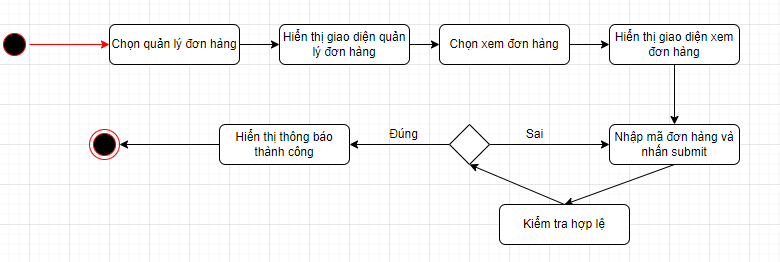 Chọn quản lý đơn hàng
Hiển thị giao diện quản
lý đơn hàng
Chọn xem đơn hàng
Hiển thị giao diện xem
đơn hàng
Hiển thị thông báo
thành công
Đúng
Sai
Nhập mã đơn hàng và
nhấn submit
Kiểm tra hợp lệ